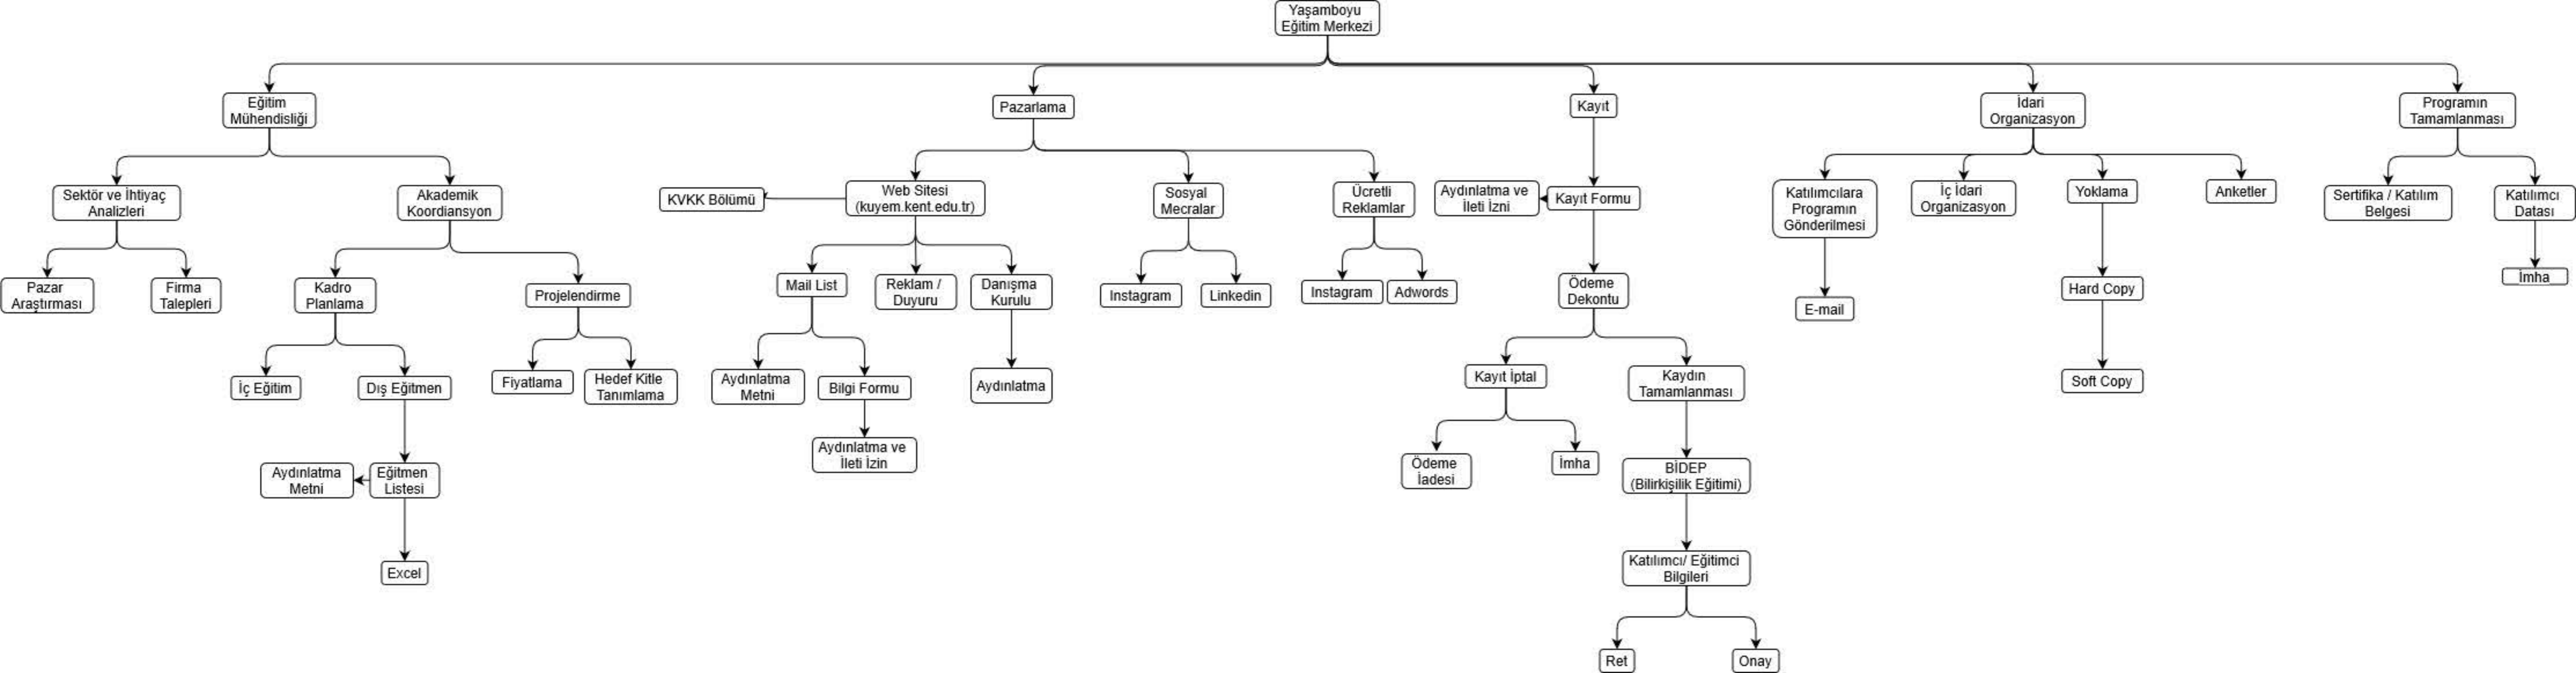 Yaşamboyu
Eğitim Merkezi
Eğitim
Mühendisliği
Pazarlama
Kayıt
İdari
Organizasyon
Programın
Tamamlanması
Sektör ve İhtiyaç
Analizleri
Akademik
Koordiansyon
KVKK Bölümü
Web Sitesi
(kuyem.kent.edu.tr)
Sosyal
Mecralar
Ücretli
Reklamlar
Aydınlatma ve
İleti İzni
Kayıt Formu
Katılımcılara
Programın
Gönderilmesi
İç İdari
Organizasyon
Yoklama
Anketler
Sertifika / Katılım
Belgesi
Katılımcı
Datası
Pazar
Araştırması
Firma
Talepleri
Kadro
Planlama
Projelendirme
Mail List
Reklam /
Duyuru
Danışma
Kurulu
Instagram
Linkedin
Instagram
Adwords
Ödeme
Dekontu
E-mail
Hard Copy
İmha
İç Eğitim
Dış Eğitmen
Fiyatlama
Hedef Kitle
Tanımlama
Aydınlatma
Metni
Bilgi Formu
Aydınlatma
Kayıt İptal
Kaydın
Tamamlanması
Soft Copy
Aydınlatma
Metni
Eğitmen
Listesi
Aydınlatma ve
İleti İzin
Ödeme
İadesi
İmha
BİDEP
(Bilirkişilik Eğitimi)
Excel
Katılımcı/ Eğitimci
Bilgileri
Ret
Onay